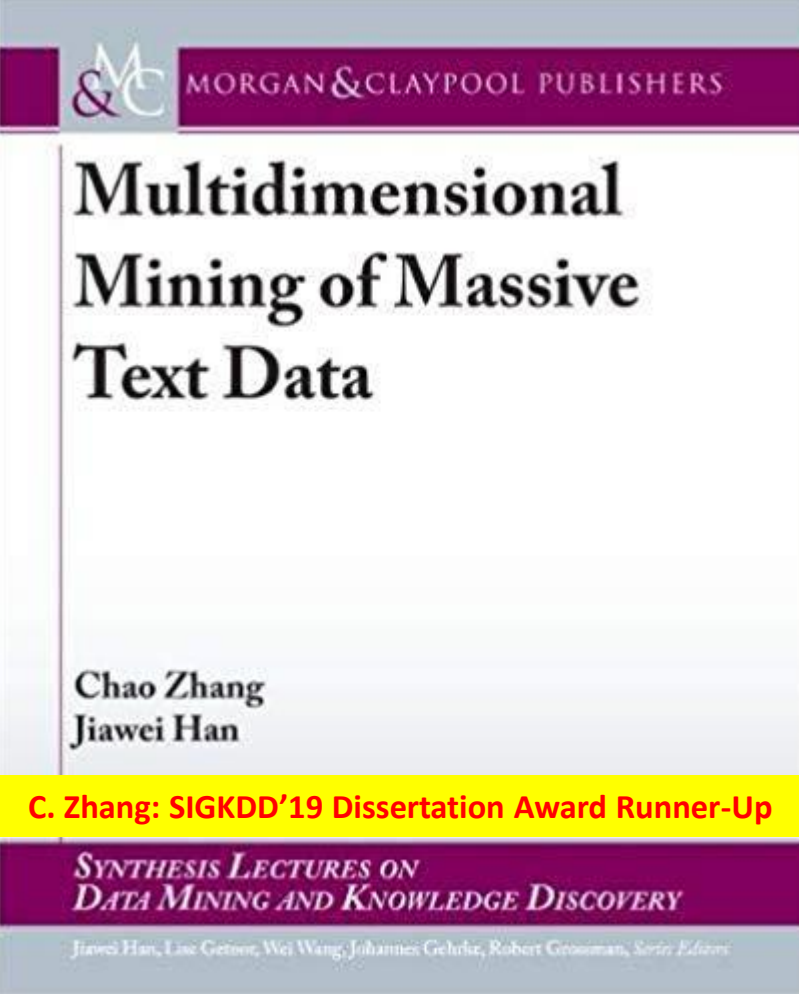 M&C MORGAN & CLAYPOOL PUBLISHERS
Multidimensional
Mining of Massive
Text Data
Chao Zhang
Jiawei Han
C. Zhang: SIGKDD'19 Dissertation Award Runner-Up
SYNTHESIS LECTURES ON
DATA MINING AND KNOWLEDGE DISCOVERY
Jiawei Han, Lise Getoor, Wei Wang, Johannes Gehrke, Robert Grossman, Series Editors